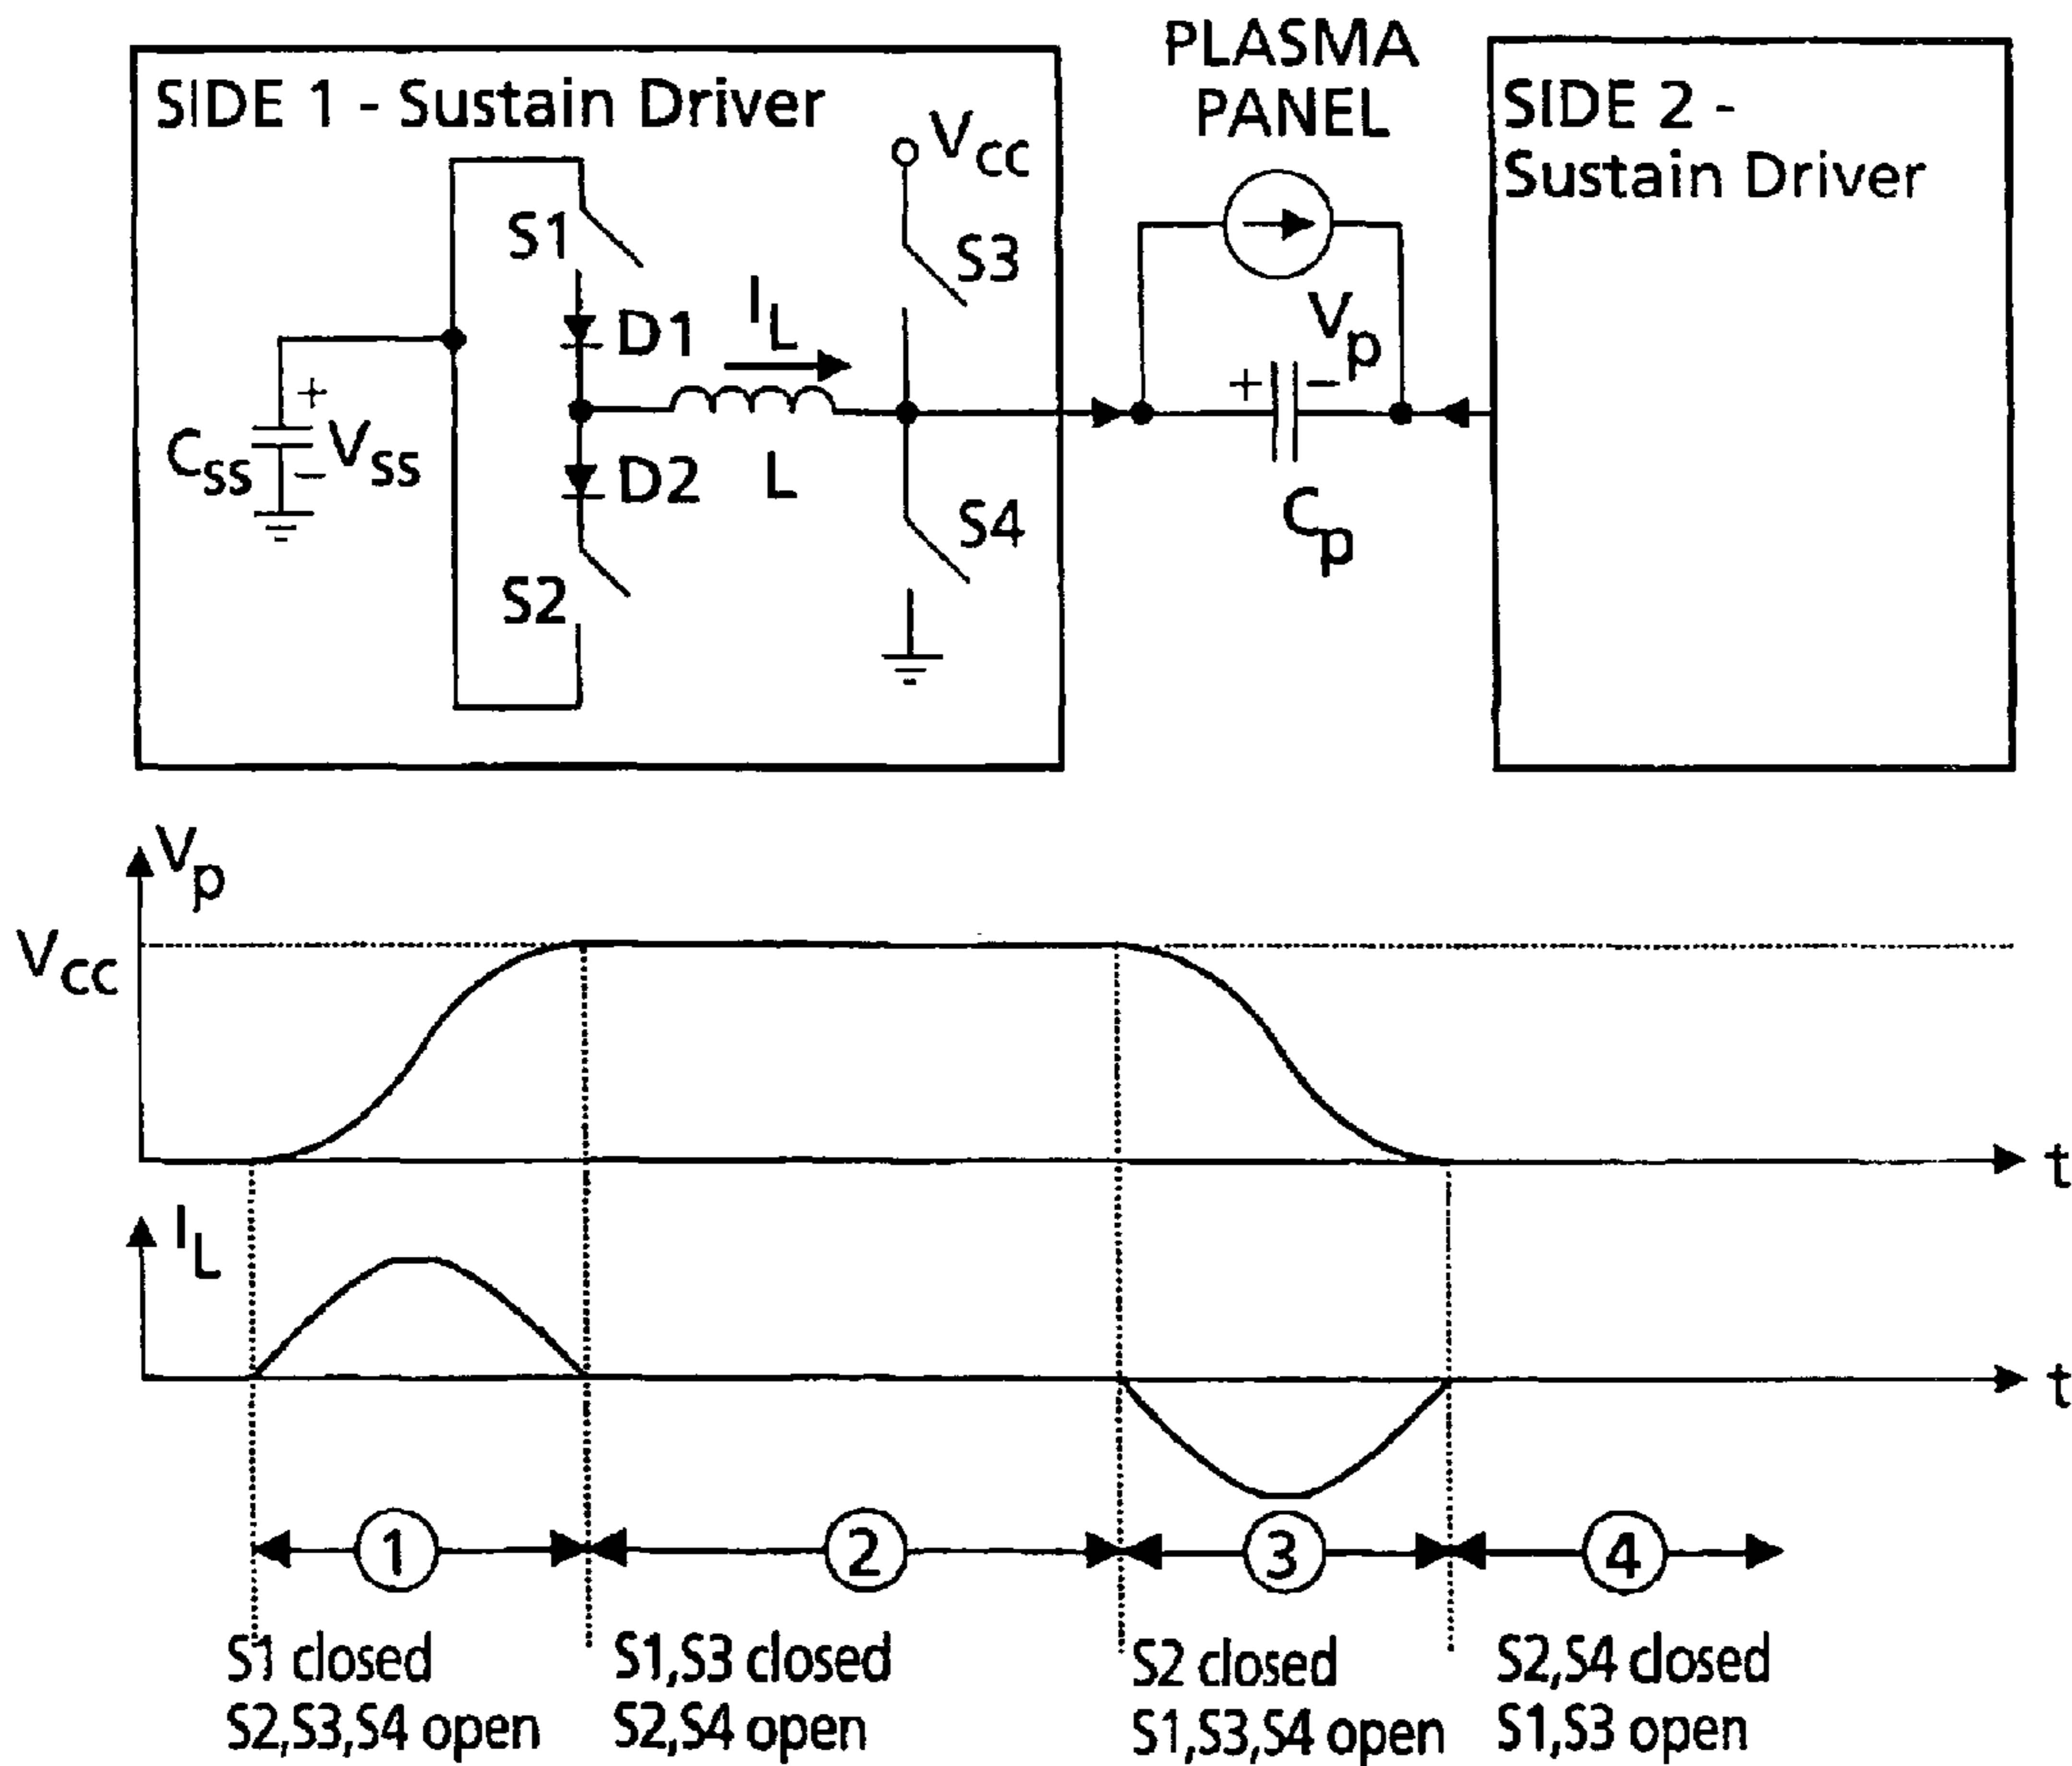 SIDE 1 - Sustain Driver
PLASMA
PANEL
SIDE 2 -
Sustain Driver
Vcc
S1
S3
D1
IL
Vp
+
+ -
Css
Vss
-
D2
L
S4
Cp
S2
Vp
Vcc
t
IL
t
1
2
3
4
S1 closed
S2,S3,S4 open
S1,S3 closed
S2,S4 open
S2 closed
S1,S3,S4 open
S2,S4 closed
S1,S3 open